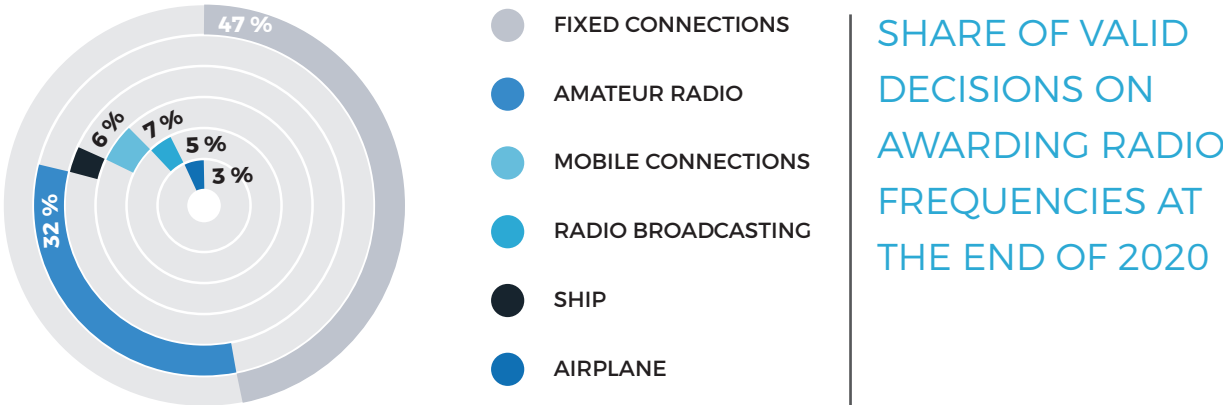 47 %
6 %
7 %
5 %
3 %
32 %
FIXED CONNECTIONS
AMATEUR RADIO
MOBILE CONNECTIONS
RADIO BROADCASTING
SHIP
AIRPLANE
SHARE OF VALID
DECISIONS ON
AWARDING RADIO
FREQUENCIES AT
THE END OF 2020